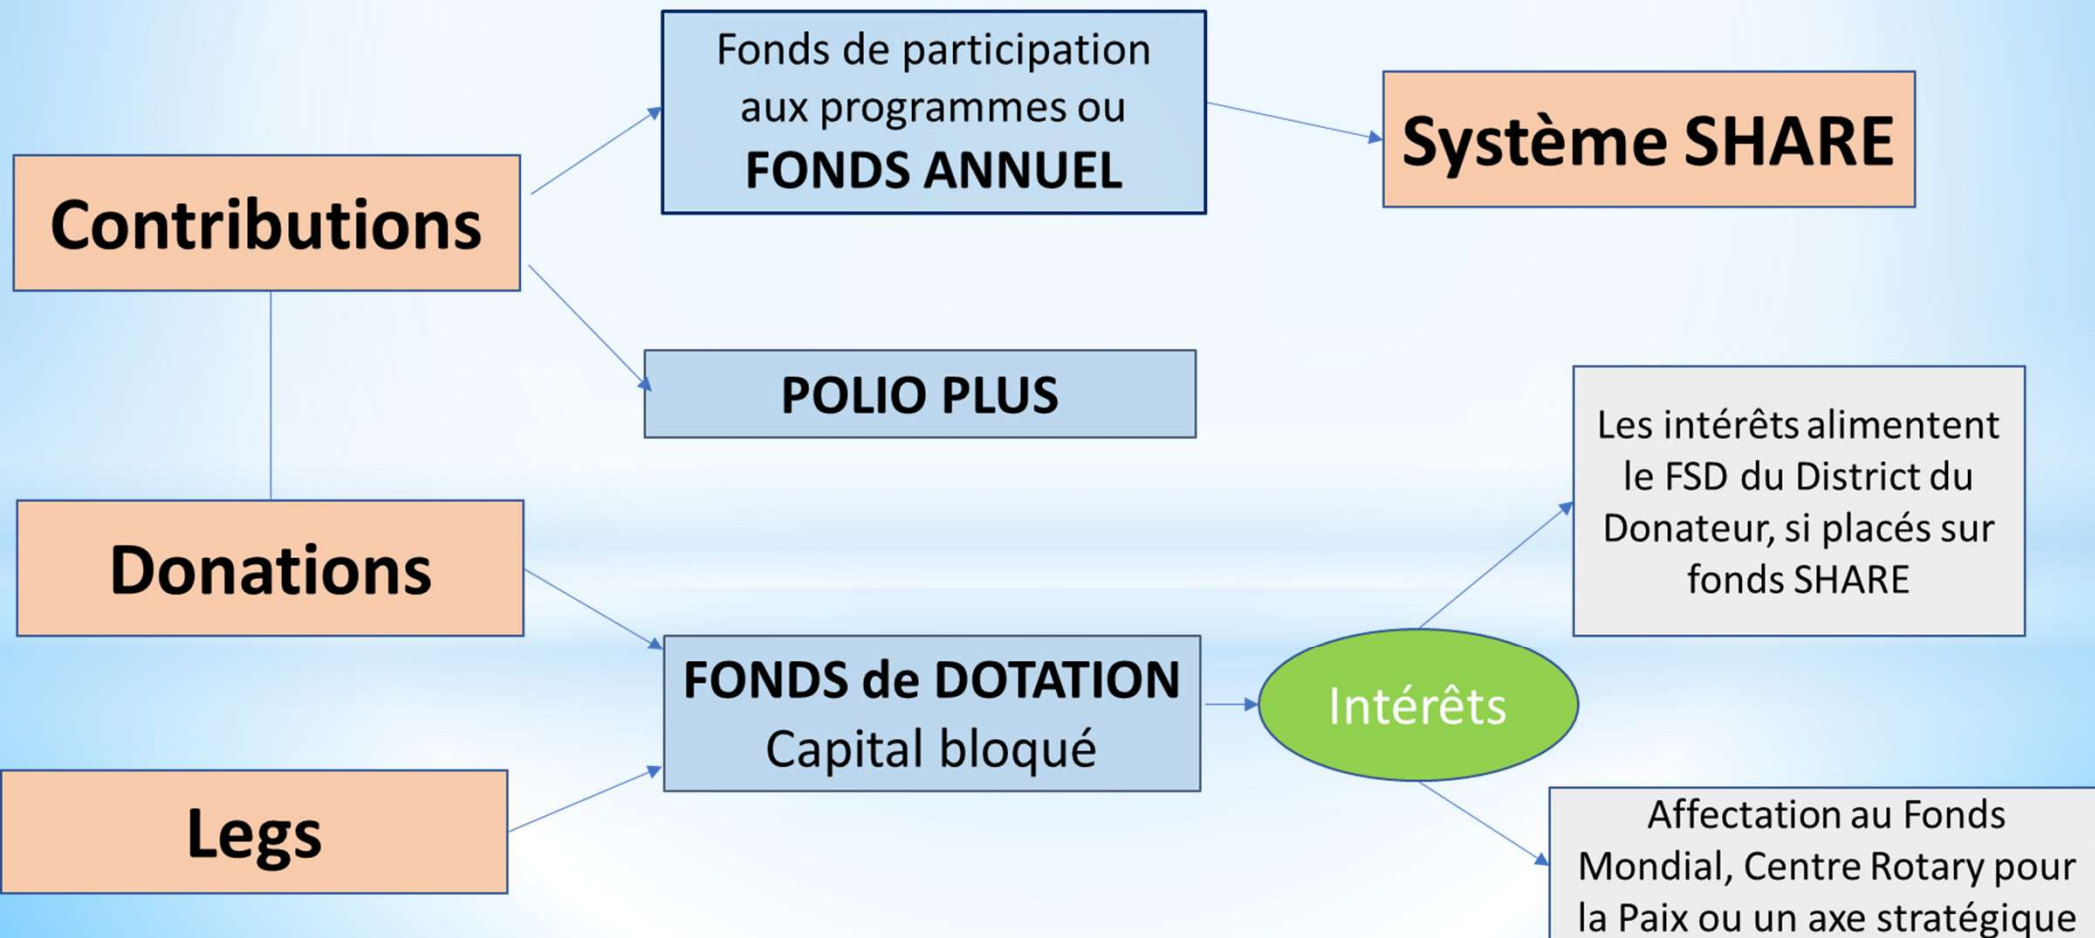 Fonds de participation
aux programmes ou
FONDS ANNUEL
Système SHARE
Contributions
POLIO PLUS
Les intérêts alimentent
le FSD du District du
Donateur, si placés sur
fonds SHARE
Donations
FONDS de DOTATION
Capital bloqué
Intérêts
Legs
Affectation au Fonds
Mondial, Centre Rotary pour
la Paix ou un axe stratégique